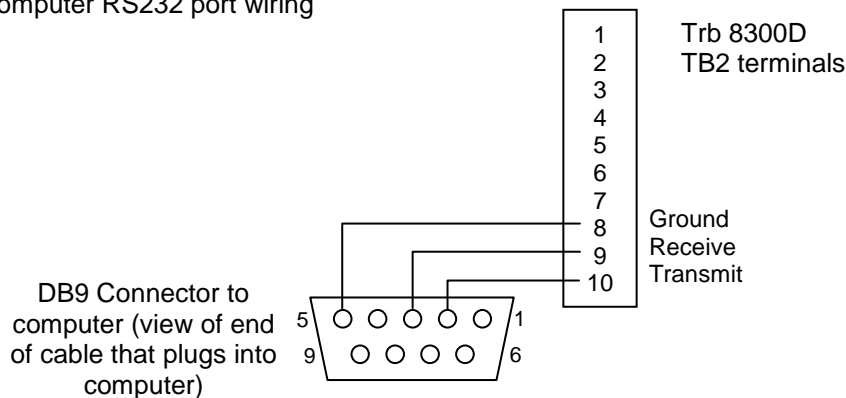 omputer RS232 port wiring
Trb 8300D
TB2 terminals
1
2
3
4
5
6
7
8
9
10
Ground
Receive
Transmit
DB9 Connector to
computer (view of end
of cable that plugs into
computer)
5
1
9
6